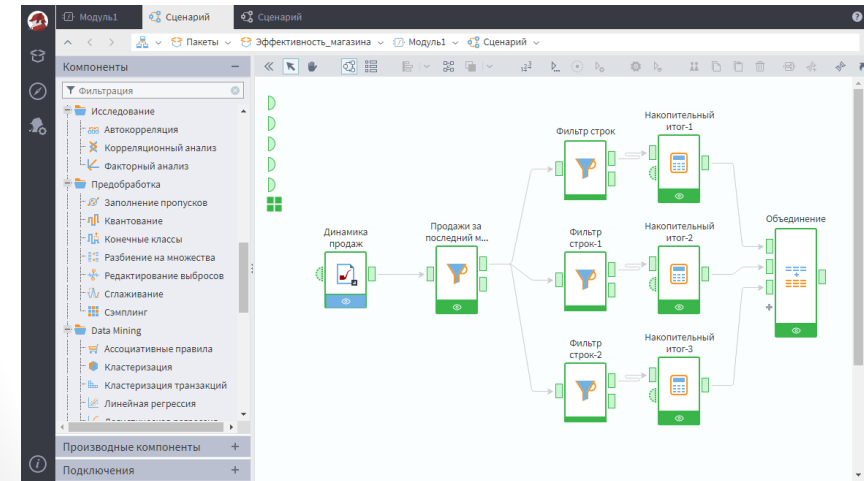 Модуль1
Сценарий
Сценарий
Пакеты
Эффективность_магазина
Модуль1
Сценарий
Компоненты
Фильтрация
Исследование
Автокорреляция
Корреляционный анализ
Факторный анализ
Предобработка
Заполнение пропусков
Квантование
Конечные классы
Разбиение на множества
Редактирование выбросов
Сглаживание
Сэмплинг
Data Mining
Ассоциативные правила
Кластеризация
Кластеризация транзакций
Линейная регрессия
Производные компоненты
Подключения
Динамика
продаж
Продажи за
последний м...
Фильтр строк
Накопительный
итог-1
Фильтр
строк-1
Накопительный
итог-2
Фильтр
строк-2
Накопительный
итог-3
Объединение